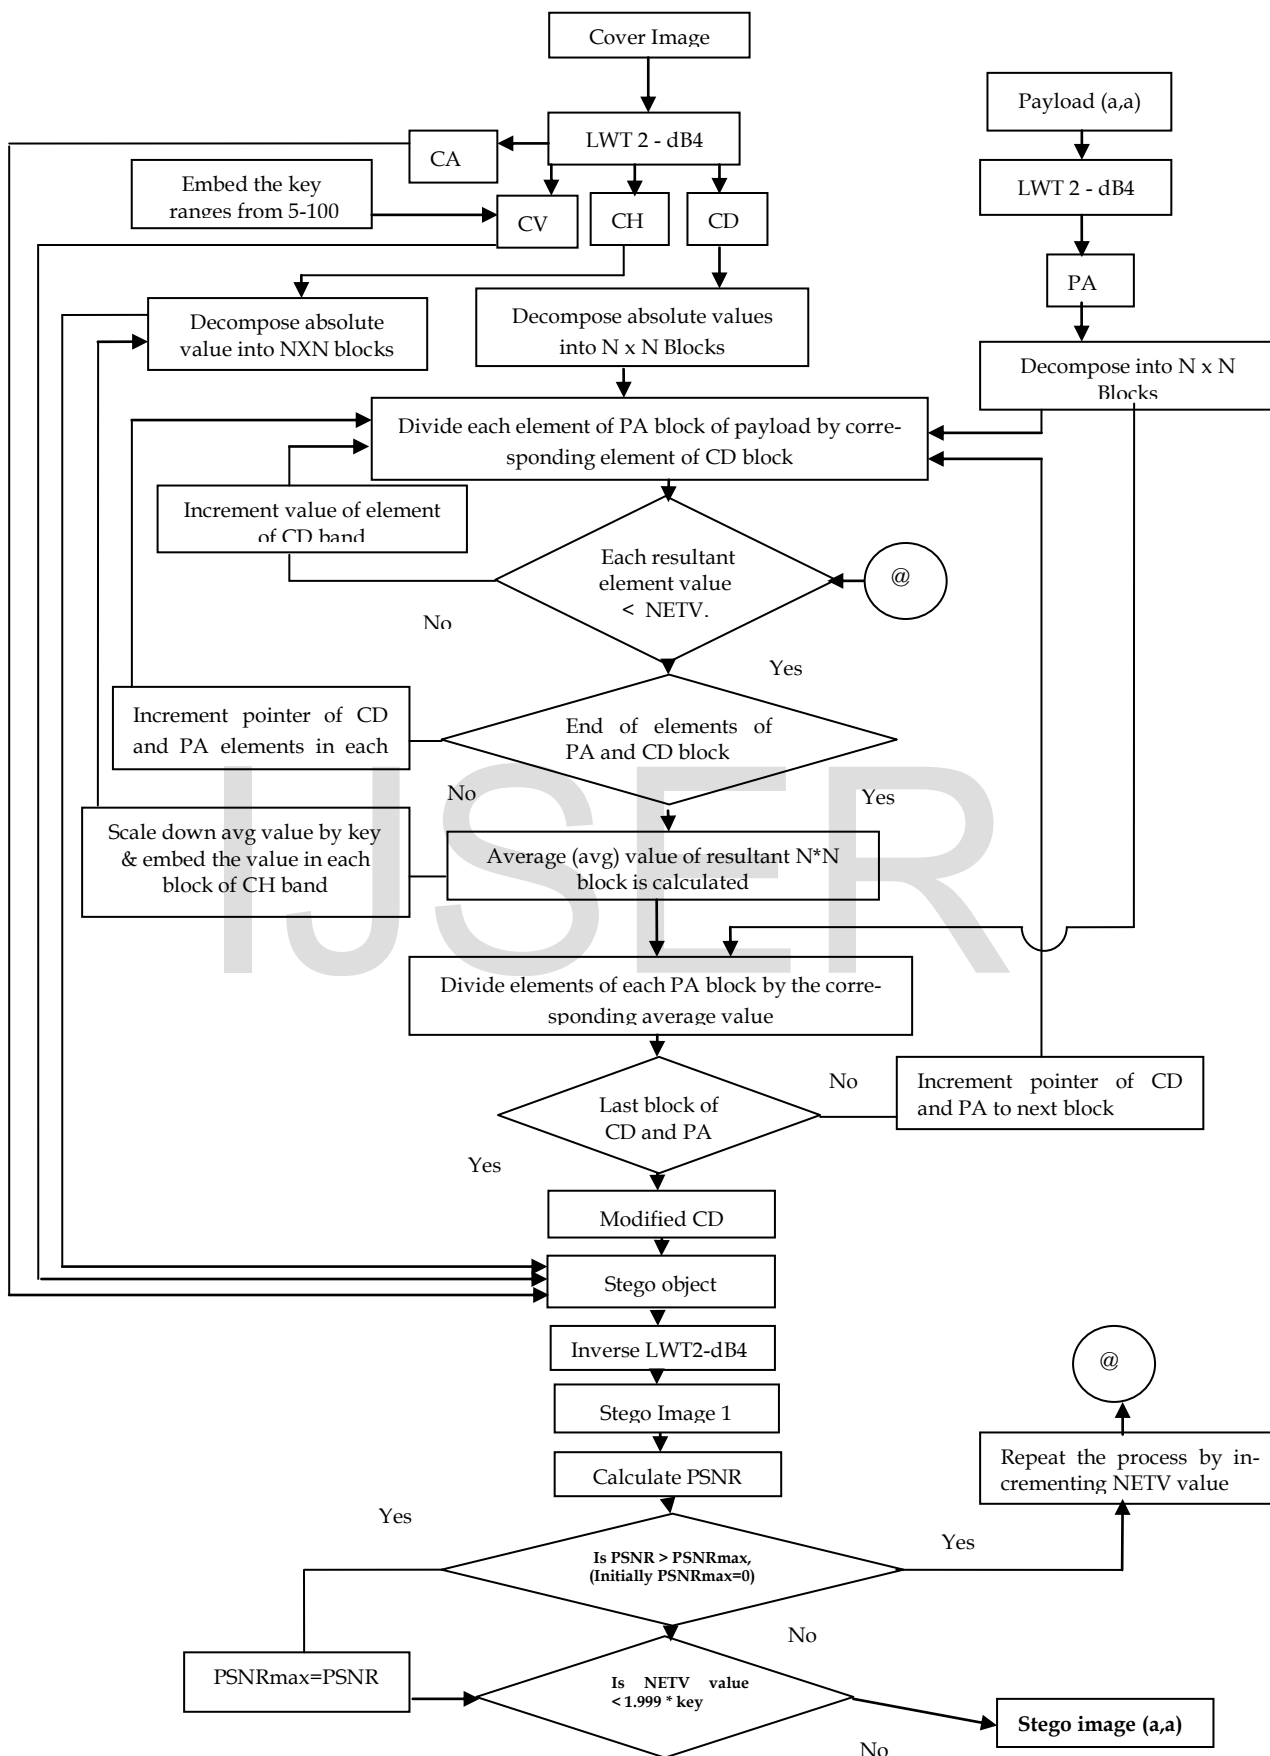 Cover Image
Payload (a,a)
LWT 2 - dB4
CA
Embed the key
ranges from 5-100
CV
CH
CD
LWT 2 - dB4
PA
Decompose absolute
value into NXN blocks
Decompose absolute values
into N x N Blocks
Decompose into N x N
Blocks
Divide each element of PA block of payload by corre-
sponding element of CD block
Increment value of element
of CD band
Each resultant
element value
< NETV.
@
No
Yes
Increment pointer of CD
and PA elements in each
End of elements of
PA and CD block
No
Yes
Scale down avg value by key
& embed the value in each
block of CH band
Average (avg) value of resultant N*N
block is calculated
IJSER
Divide elements of each PA block by the corre-
sponding average value
Last block of
CD and PA
No
Increment pointer of CD
and PA to next block
Yes
Modified CD
Stego object
Inverse LWT2-dB4
@
Stego Image 1
Calculate PSNR
Repeat the process by in-
crementing NETV value
Yes
Is PSNR > PSNRmax,
(Initially PSNRmax=0)
Yes
No
PSNRmax=PSNR
Is NETV value
< 1.999 * key
Stego image (a,a)
No